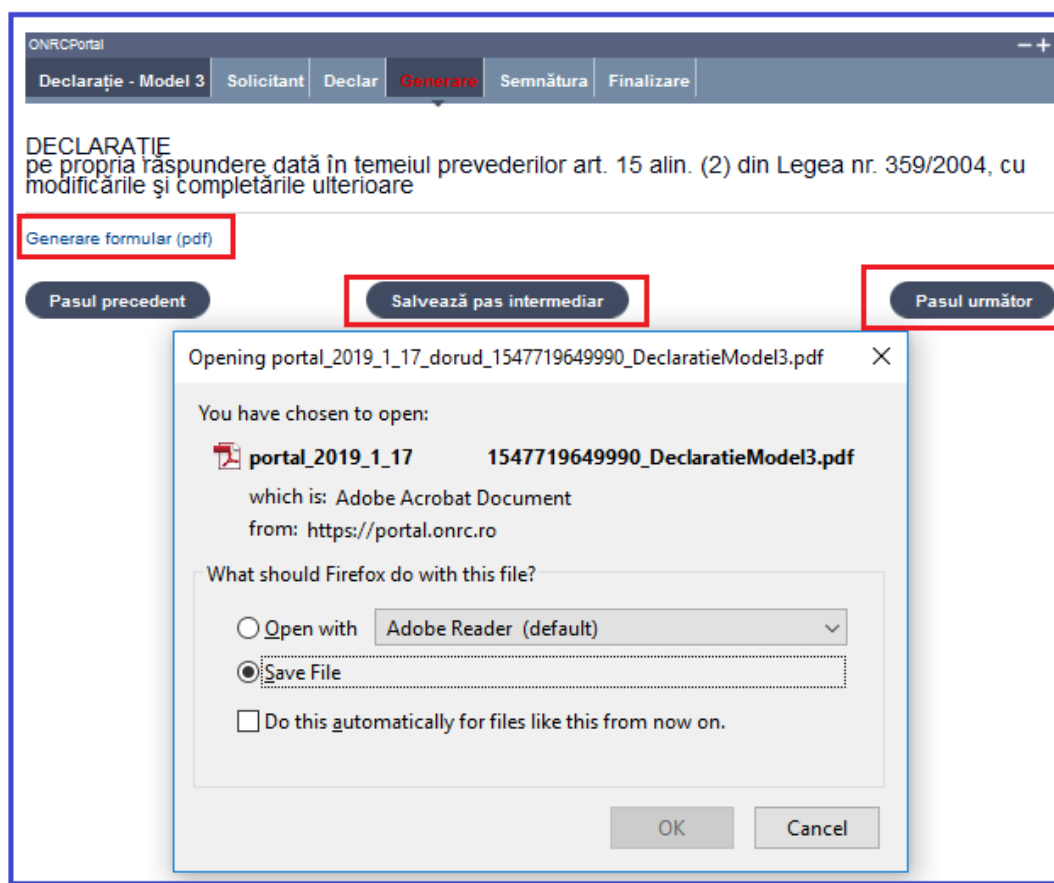 ONRCPortal
Declarație - Model 3 Solicitant Declar Generare Semnătura Finalizare
DECLARAȚIE
pe propria răspundere dată în temeiul prevederilor art. 15 alin. (2) din Legea nr. 359/2004, cu
modificările şi completările ulterioare
Generare formular (pdf)
Pasul precedent Salvează pas intermediar Pasul următor
Opening portal_2019_1_17_dorud_1547719649990_DeclaratieModel3.pdf
You have chosen to open:
portal_2019_1_17 1547719649990_DeclaratieModel3.pdf
which is: Adobe Acrobat Document
from: https://portal.onrc.ro
What should Firefox do with this file?
Open with Adobe Reader (default)
Save File
Do this automatically for files like this from now on.
OK Cancel